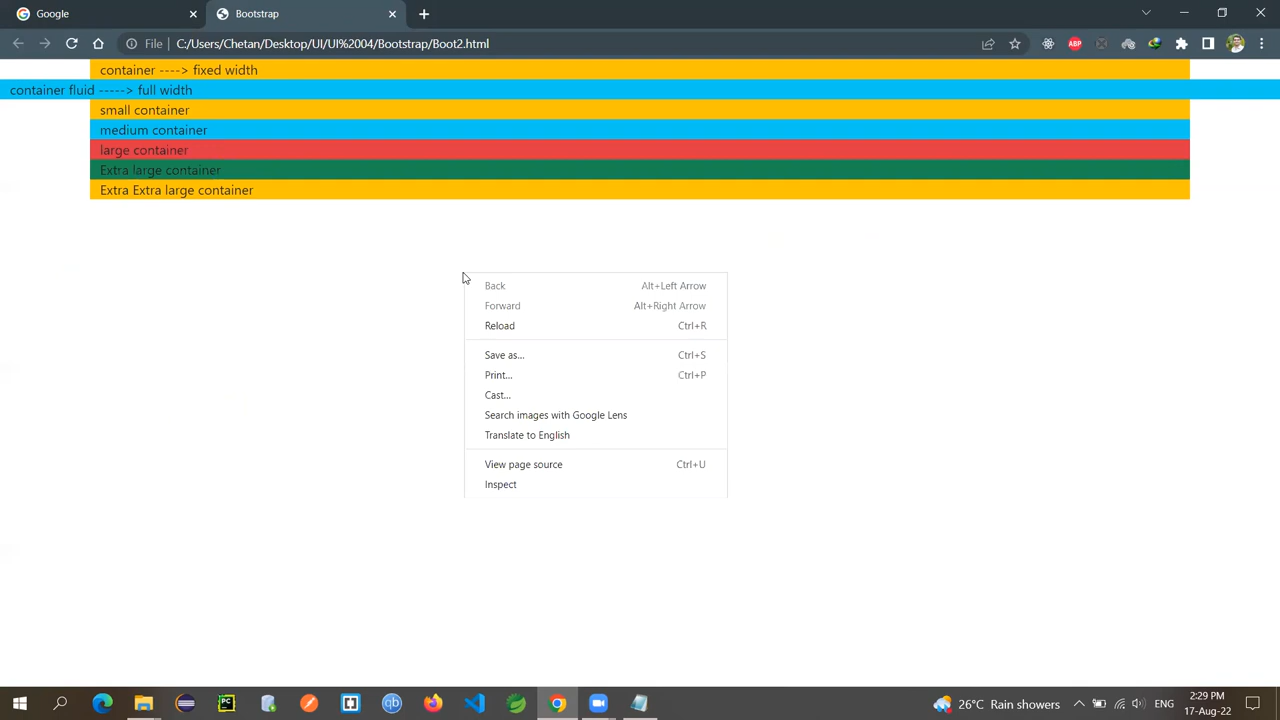 Google
Bootstrap
File
C:/Users/Chetan/Desktop/UI/UI%2004/Bootstrap/Boot2.html
ABP
container ----> fixed width
container fluid -----> full width
small container
medium container
large container
Extra large container
Extra Extra large container
Back Alt+Left Arrow
Forward Alt+Right Arrow
Reload Ctrl+R
Save as... Ctrl+S
Print... Ctrl+P
Cast...
Search images with Google Lens
Translate to English
View page source Ctrl+U
Inspect
PC
qb
26°C Rain showers
ENG
2:29 PM
17-Aug-22